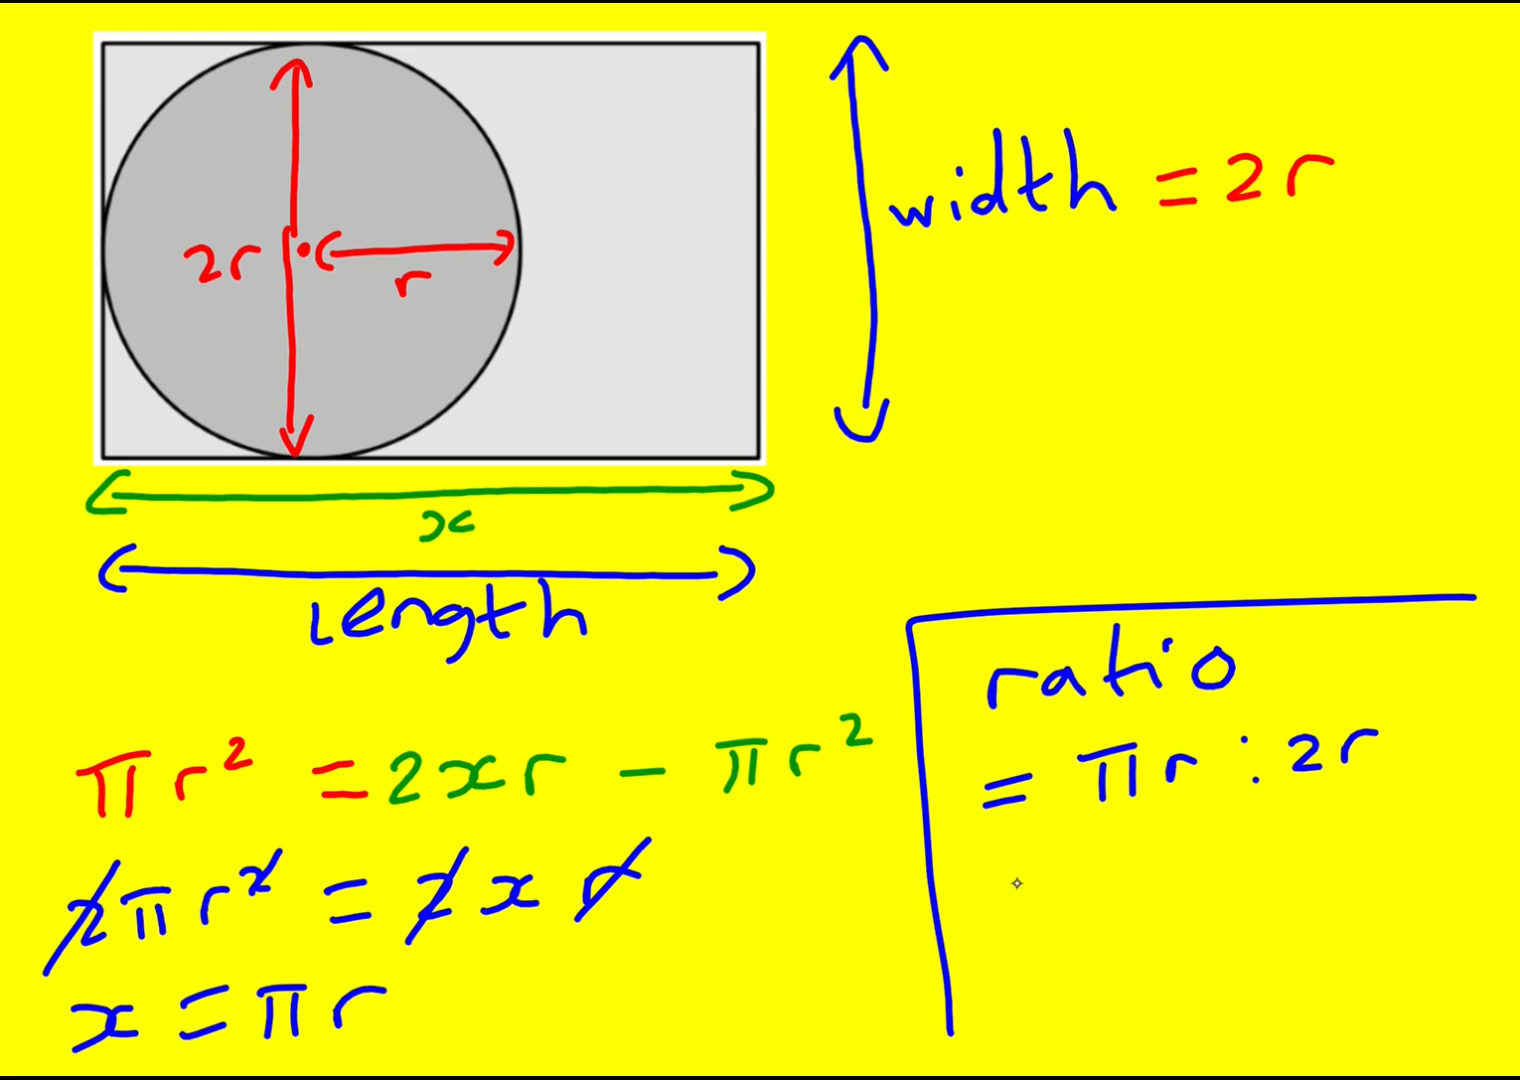 width = 2r
2r
r
x
Length
πr² = 2xr - πr²
2πr² = 2xr
x = πr
ratio
= πr : 2r